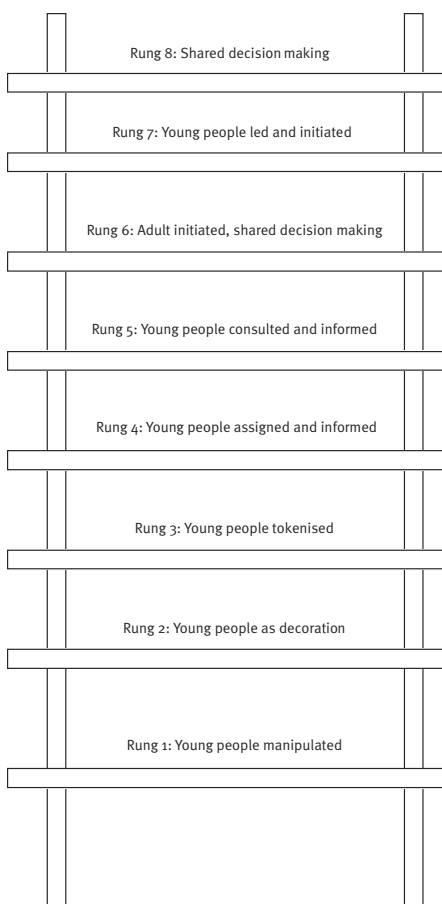 Rung 8: Shared decision making
Rung 7: Young people led and initiated
Rung 6: Adult initiated, shared decision making
Rung 5: Young people consulted and informed
Rung 4: Young people assigned and informed
Rung 3: Young people tokenised
Rung 2: Young people as decoration
Rung 1: Young people manipulated